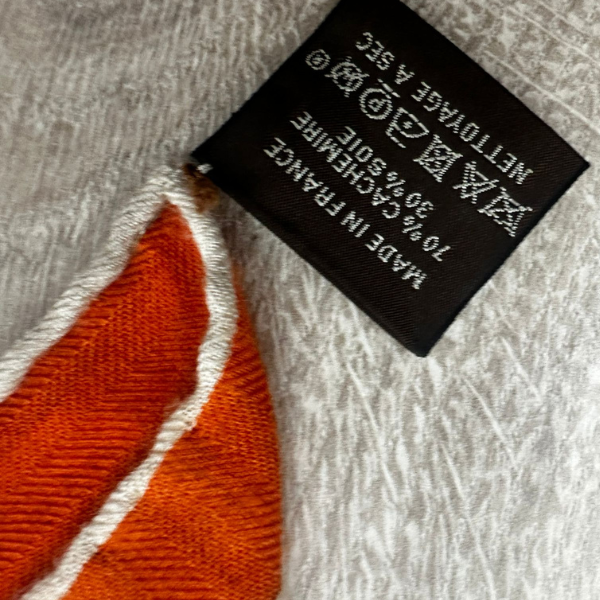 MADE IN FRANCE
70% CACHEMIRE
30% SOIE
NETTOYAGE A SEC